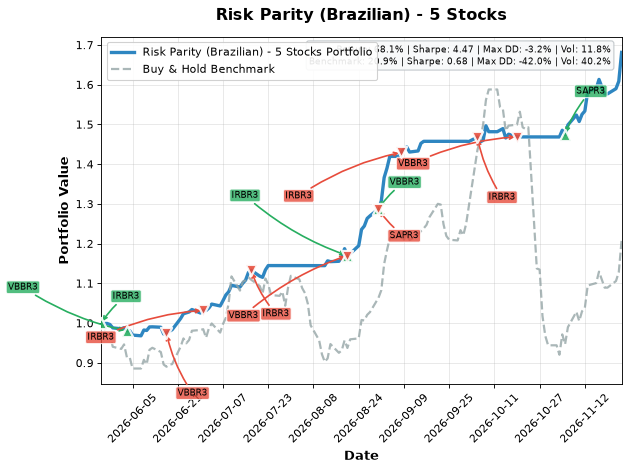 Risk Parity (Brazilian) - 5 Stocks
Risk Parity (Brazilian) - 5 Stocks Portfolio
Buy & Hold Benchmark
| Sharpe: 4.47 | Max DD: -3.2% | Vol: 11.8%
| Sharpe: 0.68 | Max DD: -42.0% | Vol: 40.2%
Portfolio Value
1.7
1.6
1.5
1.4
1.3
1.2
1.1
1.0
0.9
SAPR3
VBBR3
VBBR3
IRBR3
IRBR3
IRBR3
SAPR3
VBBR3
IRBR3
VBBR3
IRBR3
IRBR3
VBBR3
2026-06-05
2026-07-07
2026-07-23
2026-08-08
2026-08-24
2026-09-09
2026-09-25
2026-10-11
2026-10-27
2026-11-12
Date